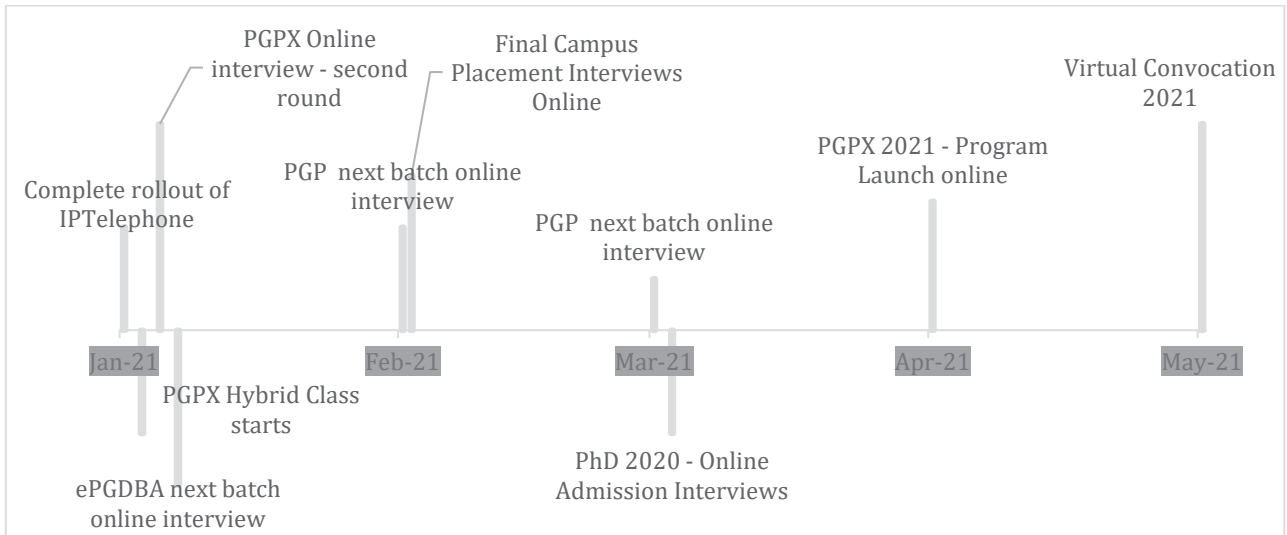 PGPX Online
interview - second
round
Final Campus
Placement Interviews
Online
Virtual Convocation
2021
Complete rollout of
IPTelephone
PGP next batch online
interview
PGP next batch online
interview
PGPX 2021 - Program
Launch online
Jan-21
Feb-21
Mar-21
Apr-21
May-21
PGPX Hybrid Class
starts
ePGDBA next batch
online interview
PhD 2020 - Online
Admission Interviews